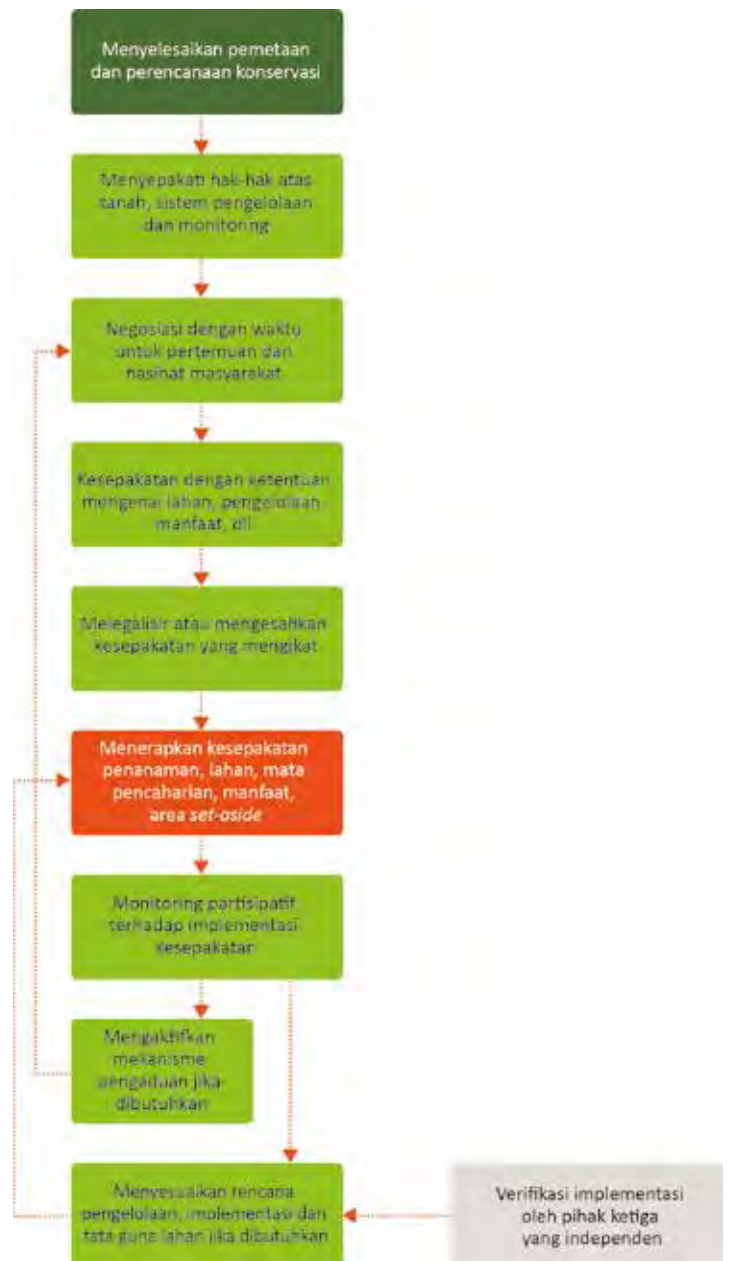 Menyelesaikan pemetaan
dan perencanaan konservasi
Menyepakati hak-hak atas
tanah, sistem pengelolaan
dan monitoring
Negosiasi dengan waktu
untuk pertemuan dan
nasihat masyarakat
Kesepakatan dengan ketentuan
mengenai lahan, pengelolaan
manfaat, dll
Melegalisir atau mengesahkan
kesepakatan yang mengikat
Menerapkan kesepakatan
penanaman, lahan, mata
pencaharian, manfaat,
area set-aside
Monitoring partisipatif
terhadap implementasi
kesepakatan
Mengaktifkan
mekanisme
pengaduan jika
dibutuhkan
Menyesuaikan rencana
pengelolaan, implementasi dan
tata guna lahan jika dibutuhkan
Verifikasi implementasi
oleh pihak ketiga
yang independen